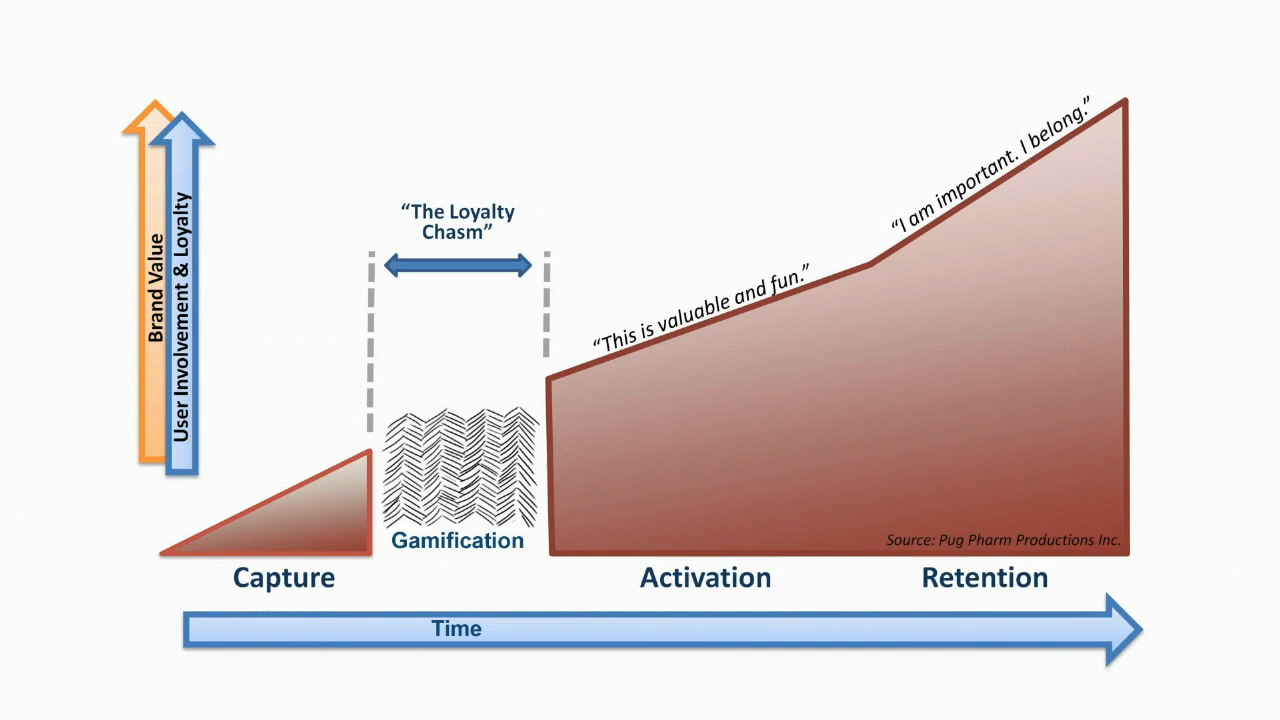 Brand Value
User Involvement & Loyalty
“The Loyalty
Chasm”
“This is valuable and fun.”
“I am important. I belong.”
Gamification
Source: Pug Pharm Productions Inc.
Capture
Activation
Retention
Time